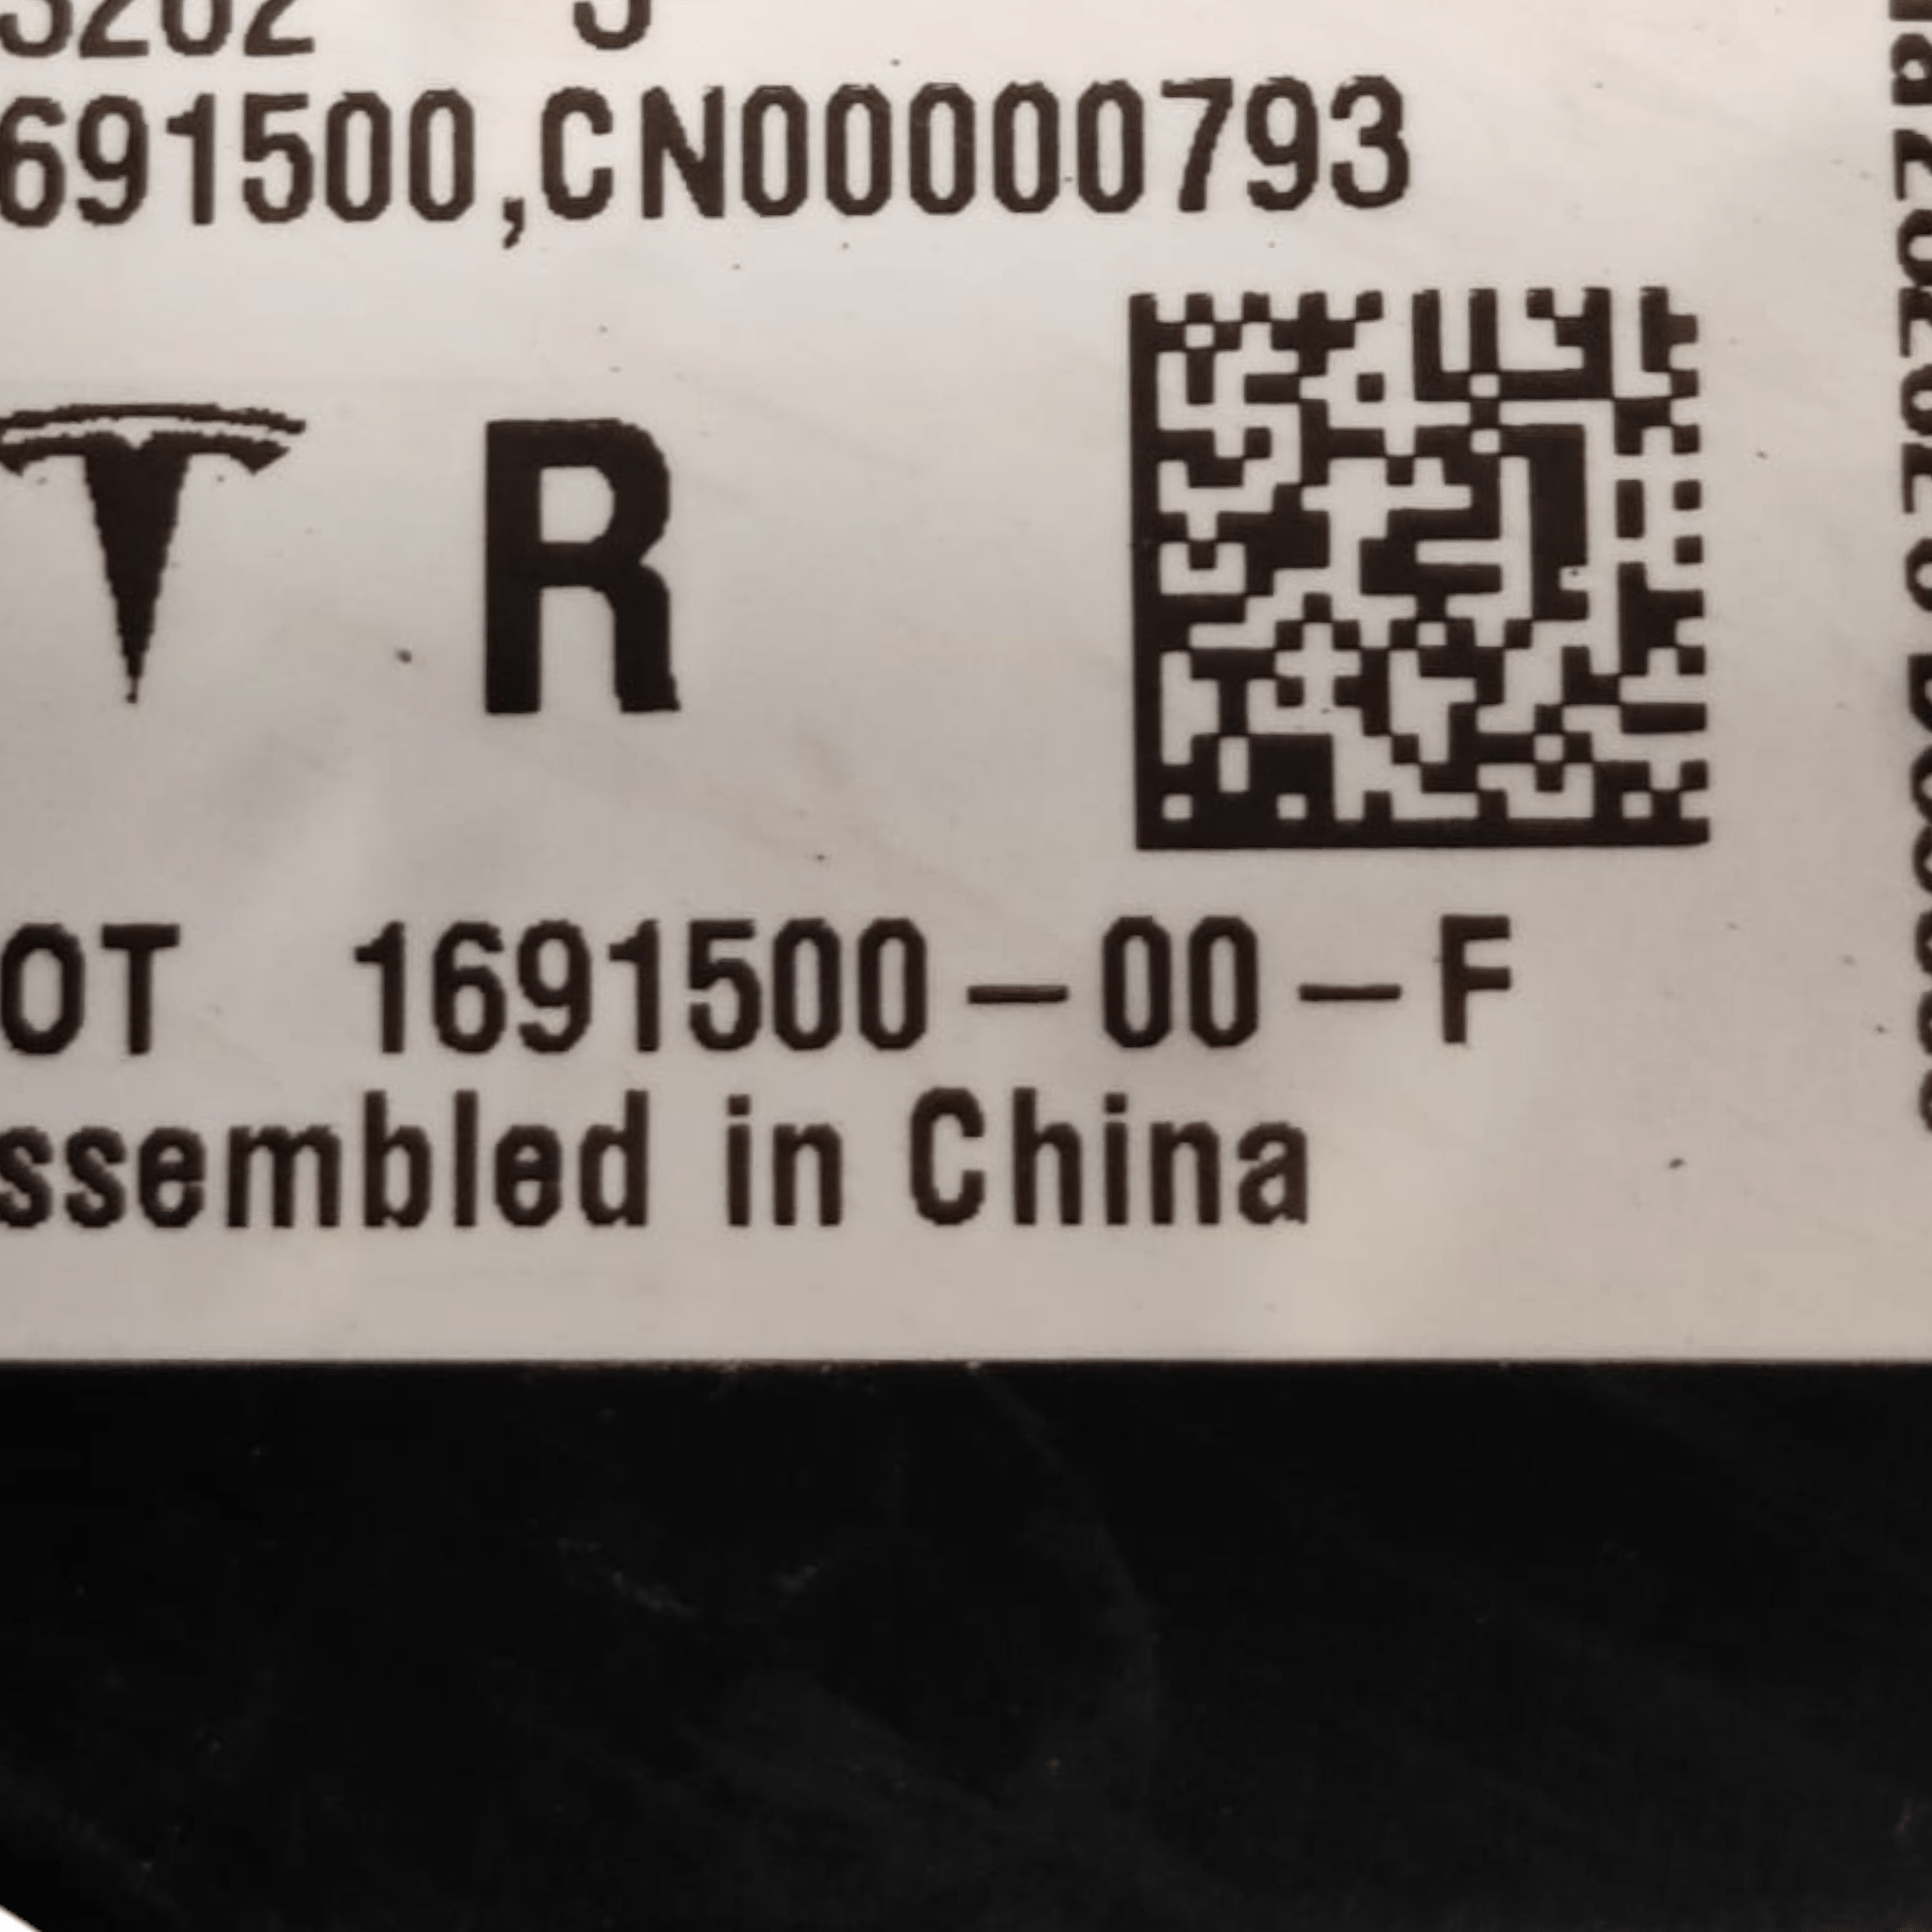 691500,CN00000793
R
OT 1691500-00-F
ssembled in China